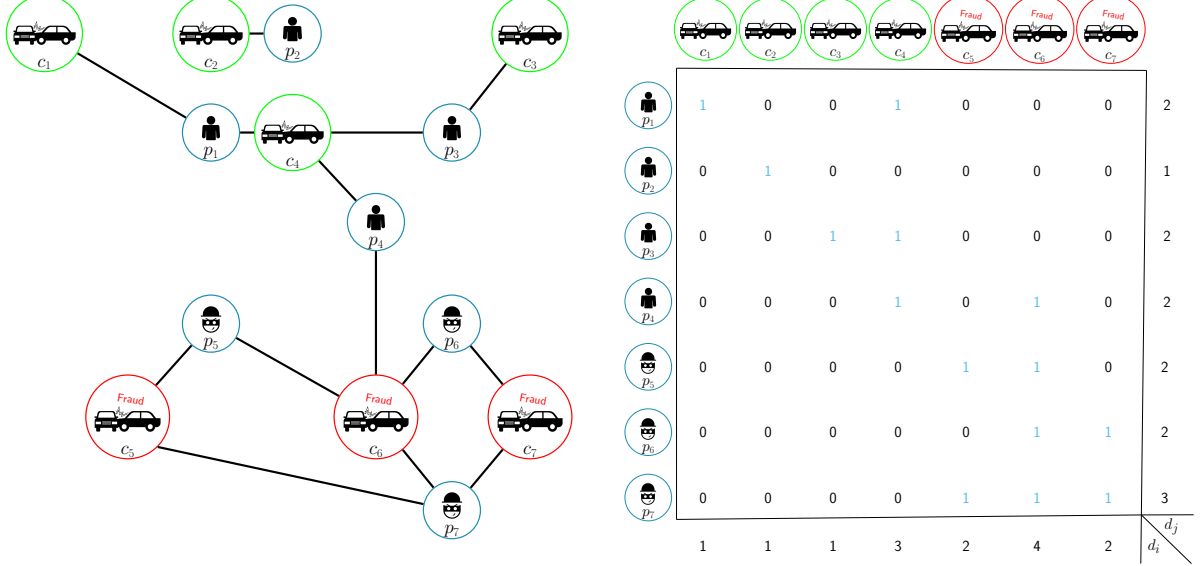 c₁ c₂ p₂ c₃
p₁ c₄ p₃
p₄
p₅ p₆
Fraud Fraud Fraud
c₅ c₆ c₇
p₇
Fraud Fraud Fraud
c₁ c₂ c₃ c₄ c₅ c₆ c₇
p₁ 1 0 0 1 0 0 0 2
p₂ 0 1 0 0 0 0 0 1
p₃ 0 0 1 1 0 0 0 2
p₄ 0 0 0 1 0 1 0 2
p₅ 0 0 0 0 1 1 0 2
p₆ 0 0 0 0 0 1 1 2
p₇ 0 0 0 0 1 1 1 3
1 1 1 3 2 4 2 dᵢ dⱼ